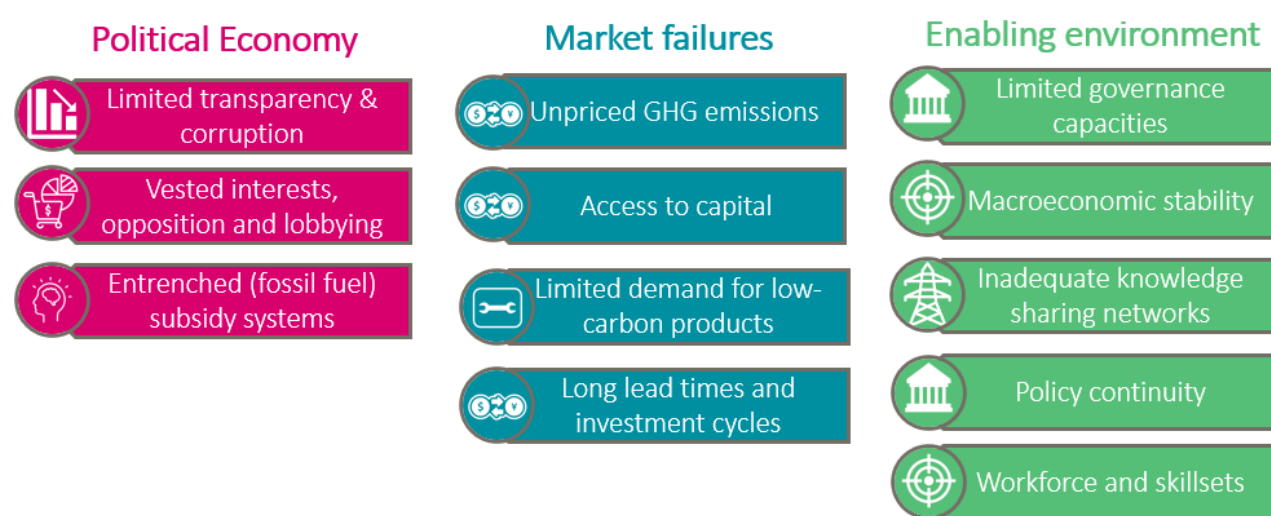 Political Economy
Limited transparency &
corruption
Vested interests,
opposition and lobbying
Entrenched (fossil fuel)
subsidy systems
Market failures
Unpriced GHG emissions
Access to capital
Limited demand for low-
carbon products
Long lead times and
investment cycles
Enabling environment
Limited governance
capacities
Macroeconomic stability
Inadequate knowledge
sharing networks
Policy continuity
Workforce and skillsets